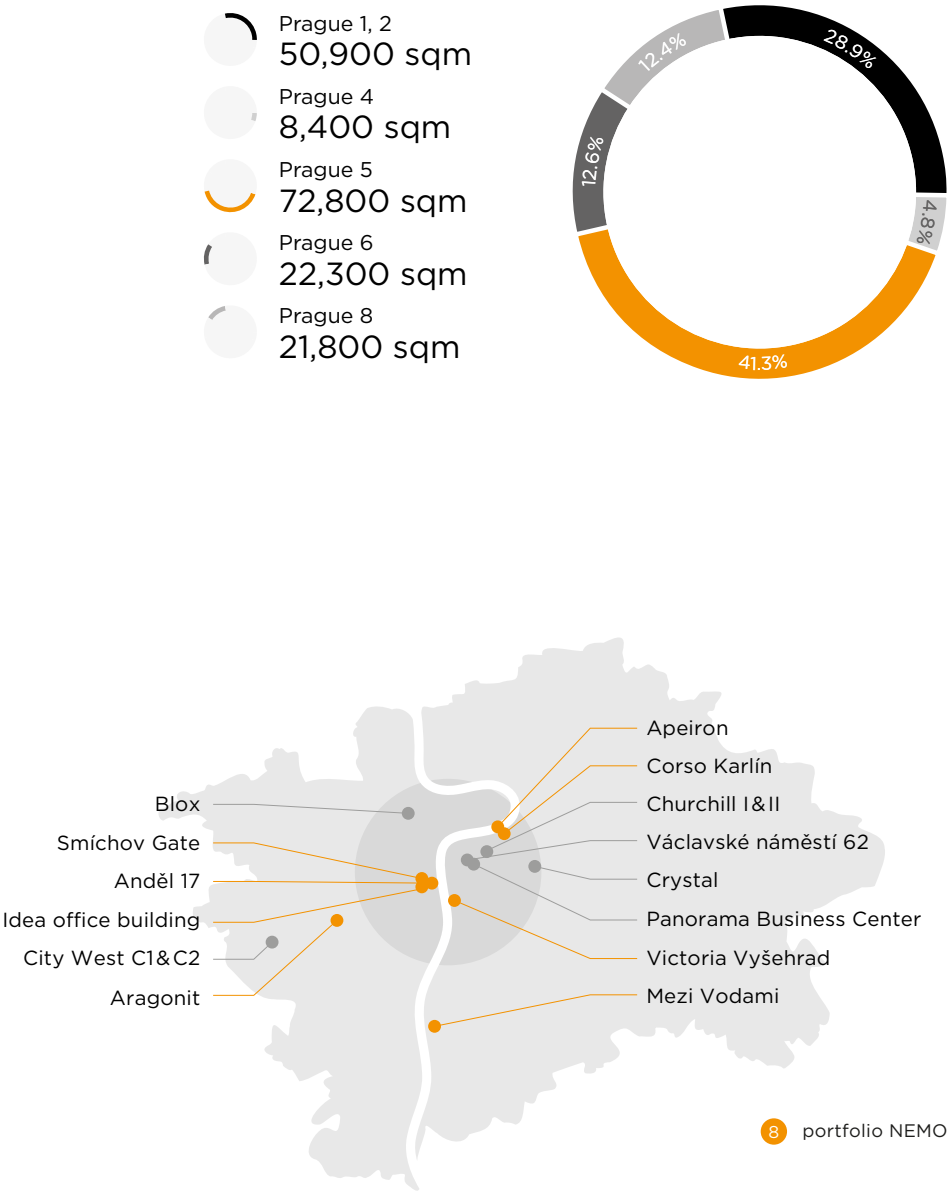 Prague 1, 2
50,900 sqm
Prague 4
8,400 sqm
Prague 5
72,800 sqm
Prague 6
22,300 sqm
Prague 8
21,800 sqm
28.9%
12.4%
12.6%
4.8%
41.3%
Blox
Smíchov Gate
Anděl 17
Idea office building
City West C1&C2
Aragonit
Apeiron
Corso Karlín
Churchill I&II
Václavské náměstí 62
Crystal
Panorama Business Center
Victoria Vyšehrad
Mezi Vodami
8 portfolio NEMO